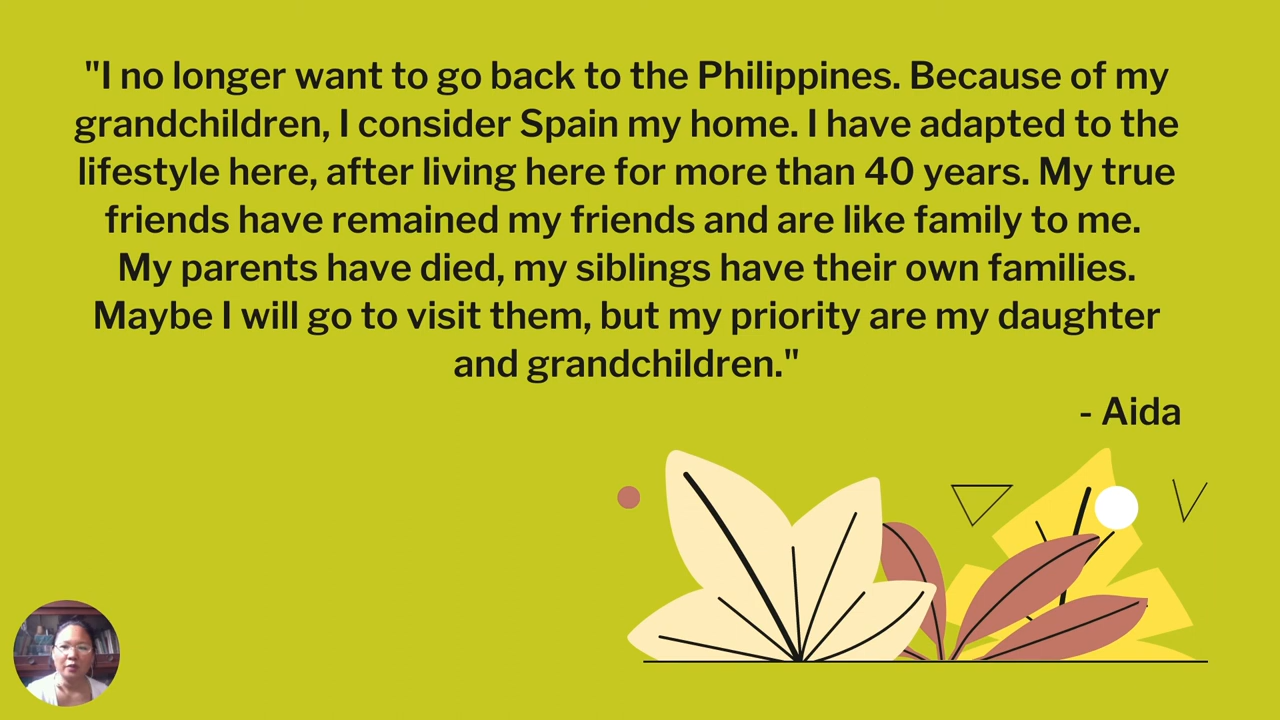 "I no longer want to go back to the Philippines. Because of my
grandchildren, I consider Spain my home. I have adapted to the
lifestyle here, after living here for more than 40 years. My true
friends have remained my friends and are like family to me.
My parents have died, my siblings have their own families.
Maybe I will go to visit them, but my priority are my daughter
and grandchildren."
- Aida